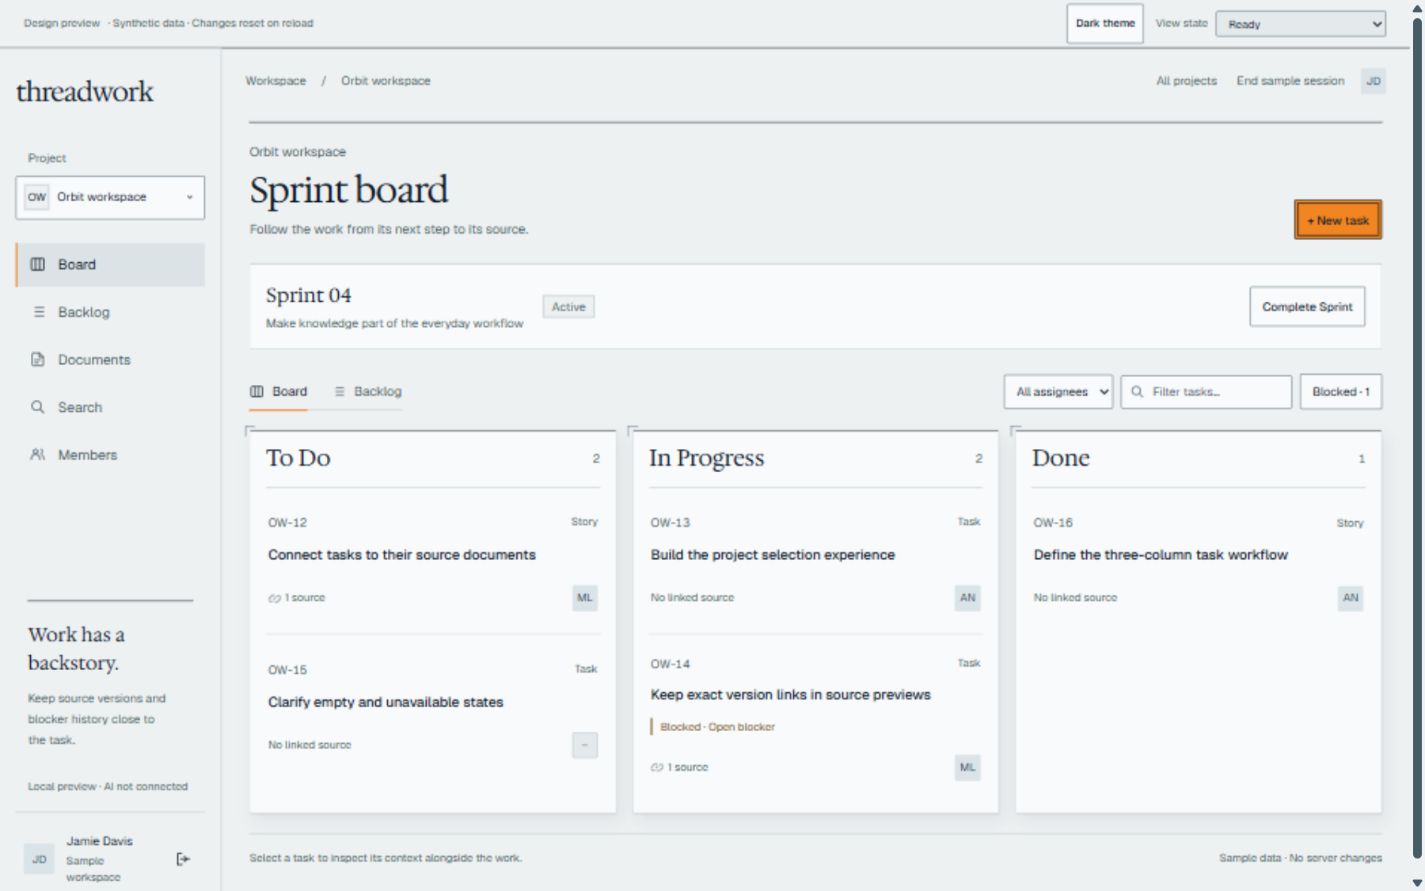 Design preview · Synthetic data · Changes reset on reload
Dark theme
View state
Ready
threadwork
Project
OW Orbit workspace
Board
Backlog
Documents
Search
Members
Work has a
backstory.
Keep source versions and
blocker history close to
the task.
Local preview · AI not connected
JD
Jamie Davis
Sample
workspace
Workspace / Orbit workspace
All projects
End sample session
JD
Orbit workspace
Sprint board
Follow the work from its next step to its source.
+ New task
Sprint 04
Make knowledge part of the everyday workflow
Active
Complete Sprint
Board
Backlog
All assignees
Filter tasks...
Blocked · 1
To Do 2
OW-12 Story
Connect tasks to their source documents
1 source ML
OW-15 Task
Clarify empty and unavailable states
No linked source –
In Progress 2
OW-13 Task
Build the project selection experience
No linked source AN
OW-14 Task
Keep exact version links in source previews
Blocked · Open blocker
1 source ML
Done 1
OW-16 Story
Define the three-column task workflow
No linked source AN
Select a task to inspect its context alongside the work.
Sample data · No server changes